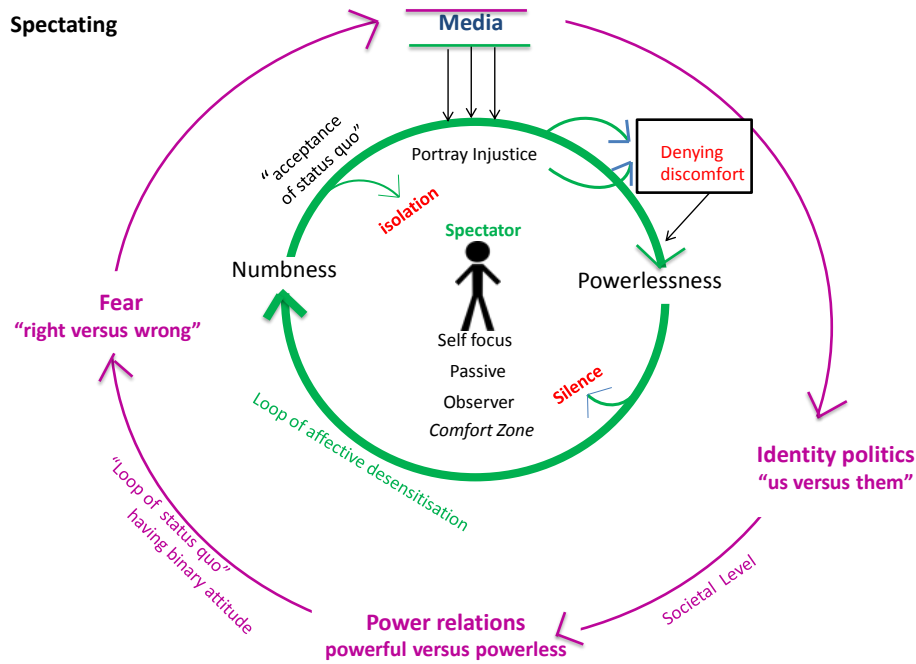 Spectating
Media
“ acceptance
of status quo”
Portray Injustice
Denying
discomfort
isolation
Spectator
Numbness
Powerlessness
Fear
“right versus wrong”
Self focus
Passive
Observer
Comfort Zone
Silence
Loop of affective desensitisation
Identity politics
“us versus them”
“Loop of status quo”
having binary attitude
Societal Level
Power relations
powerful versus powerless